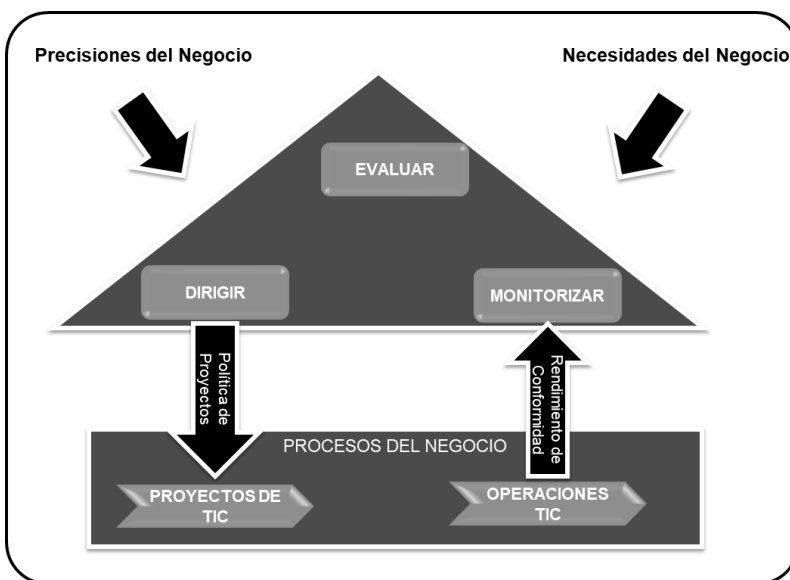 Precisiones del Negocio
Necesidades del Negocio
EVALUAR
DIRIGIR
MONITORIZAR
Política de
Proyectos
Rendimiento de
Conformidad
PROCESOS DEL NEGOCIO
PROYECTOS DE
TIC
OPERACIONES
TIC